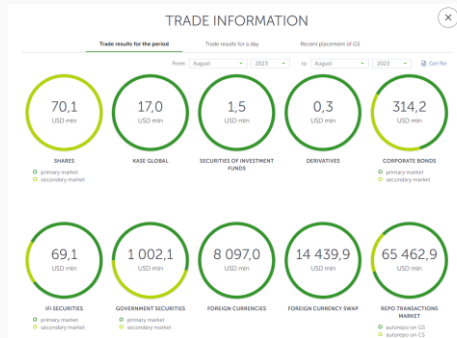 TRADE INFORMATION
Trade results for the period Trade results for a day Recent placement of GS
From August 2023 to August 2023 Get file
70,1 17,0 1,5 0,3 314,2
USD mln USD mln USD mln USD mln USD mln
SHARES KASE GLOBAL SECURITIES OF INVESTMENT FUNDS DERIVATIVES CORPORATE BONDS
primary market primary market
secondary market secondary market
69,1 1 002,1 8 097,0 14 439,9 65 462,9
USD mln USD mln USD mln USD mln USD mln
IFI SECURITIES GOVERNMENT SECURITIES FOREIGN CURRENCIES FOREIGN CURRENCY SWAP REPO TRANSACTIONS MARKET
primary market primary market autorepo on GS
secondary market secondary market autorepo on CS